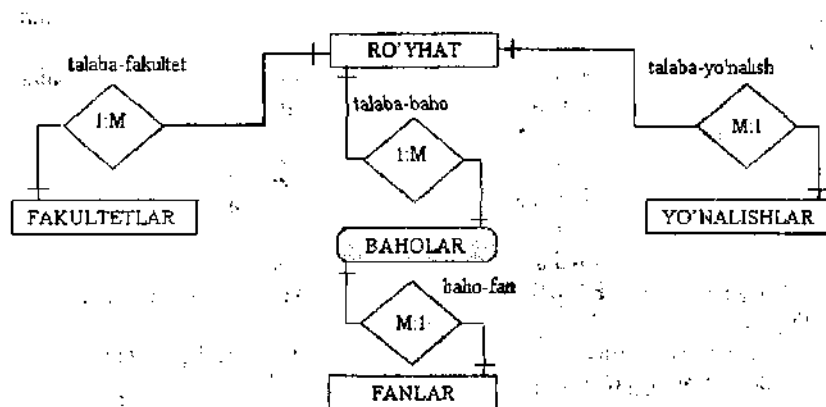 RO'YHAT
talaba-fakultet
talaba-yo'nalish
1:M
talaba-baho
M:1
1:M
FAKULTETLAR
YO'NALISHLAR
BAHOLAR
baho-fan
M:1
FANLAR